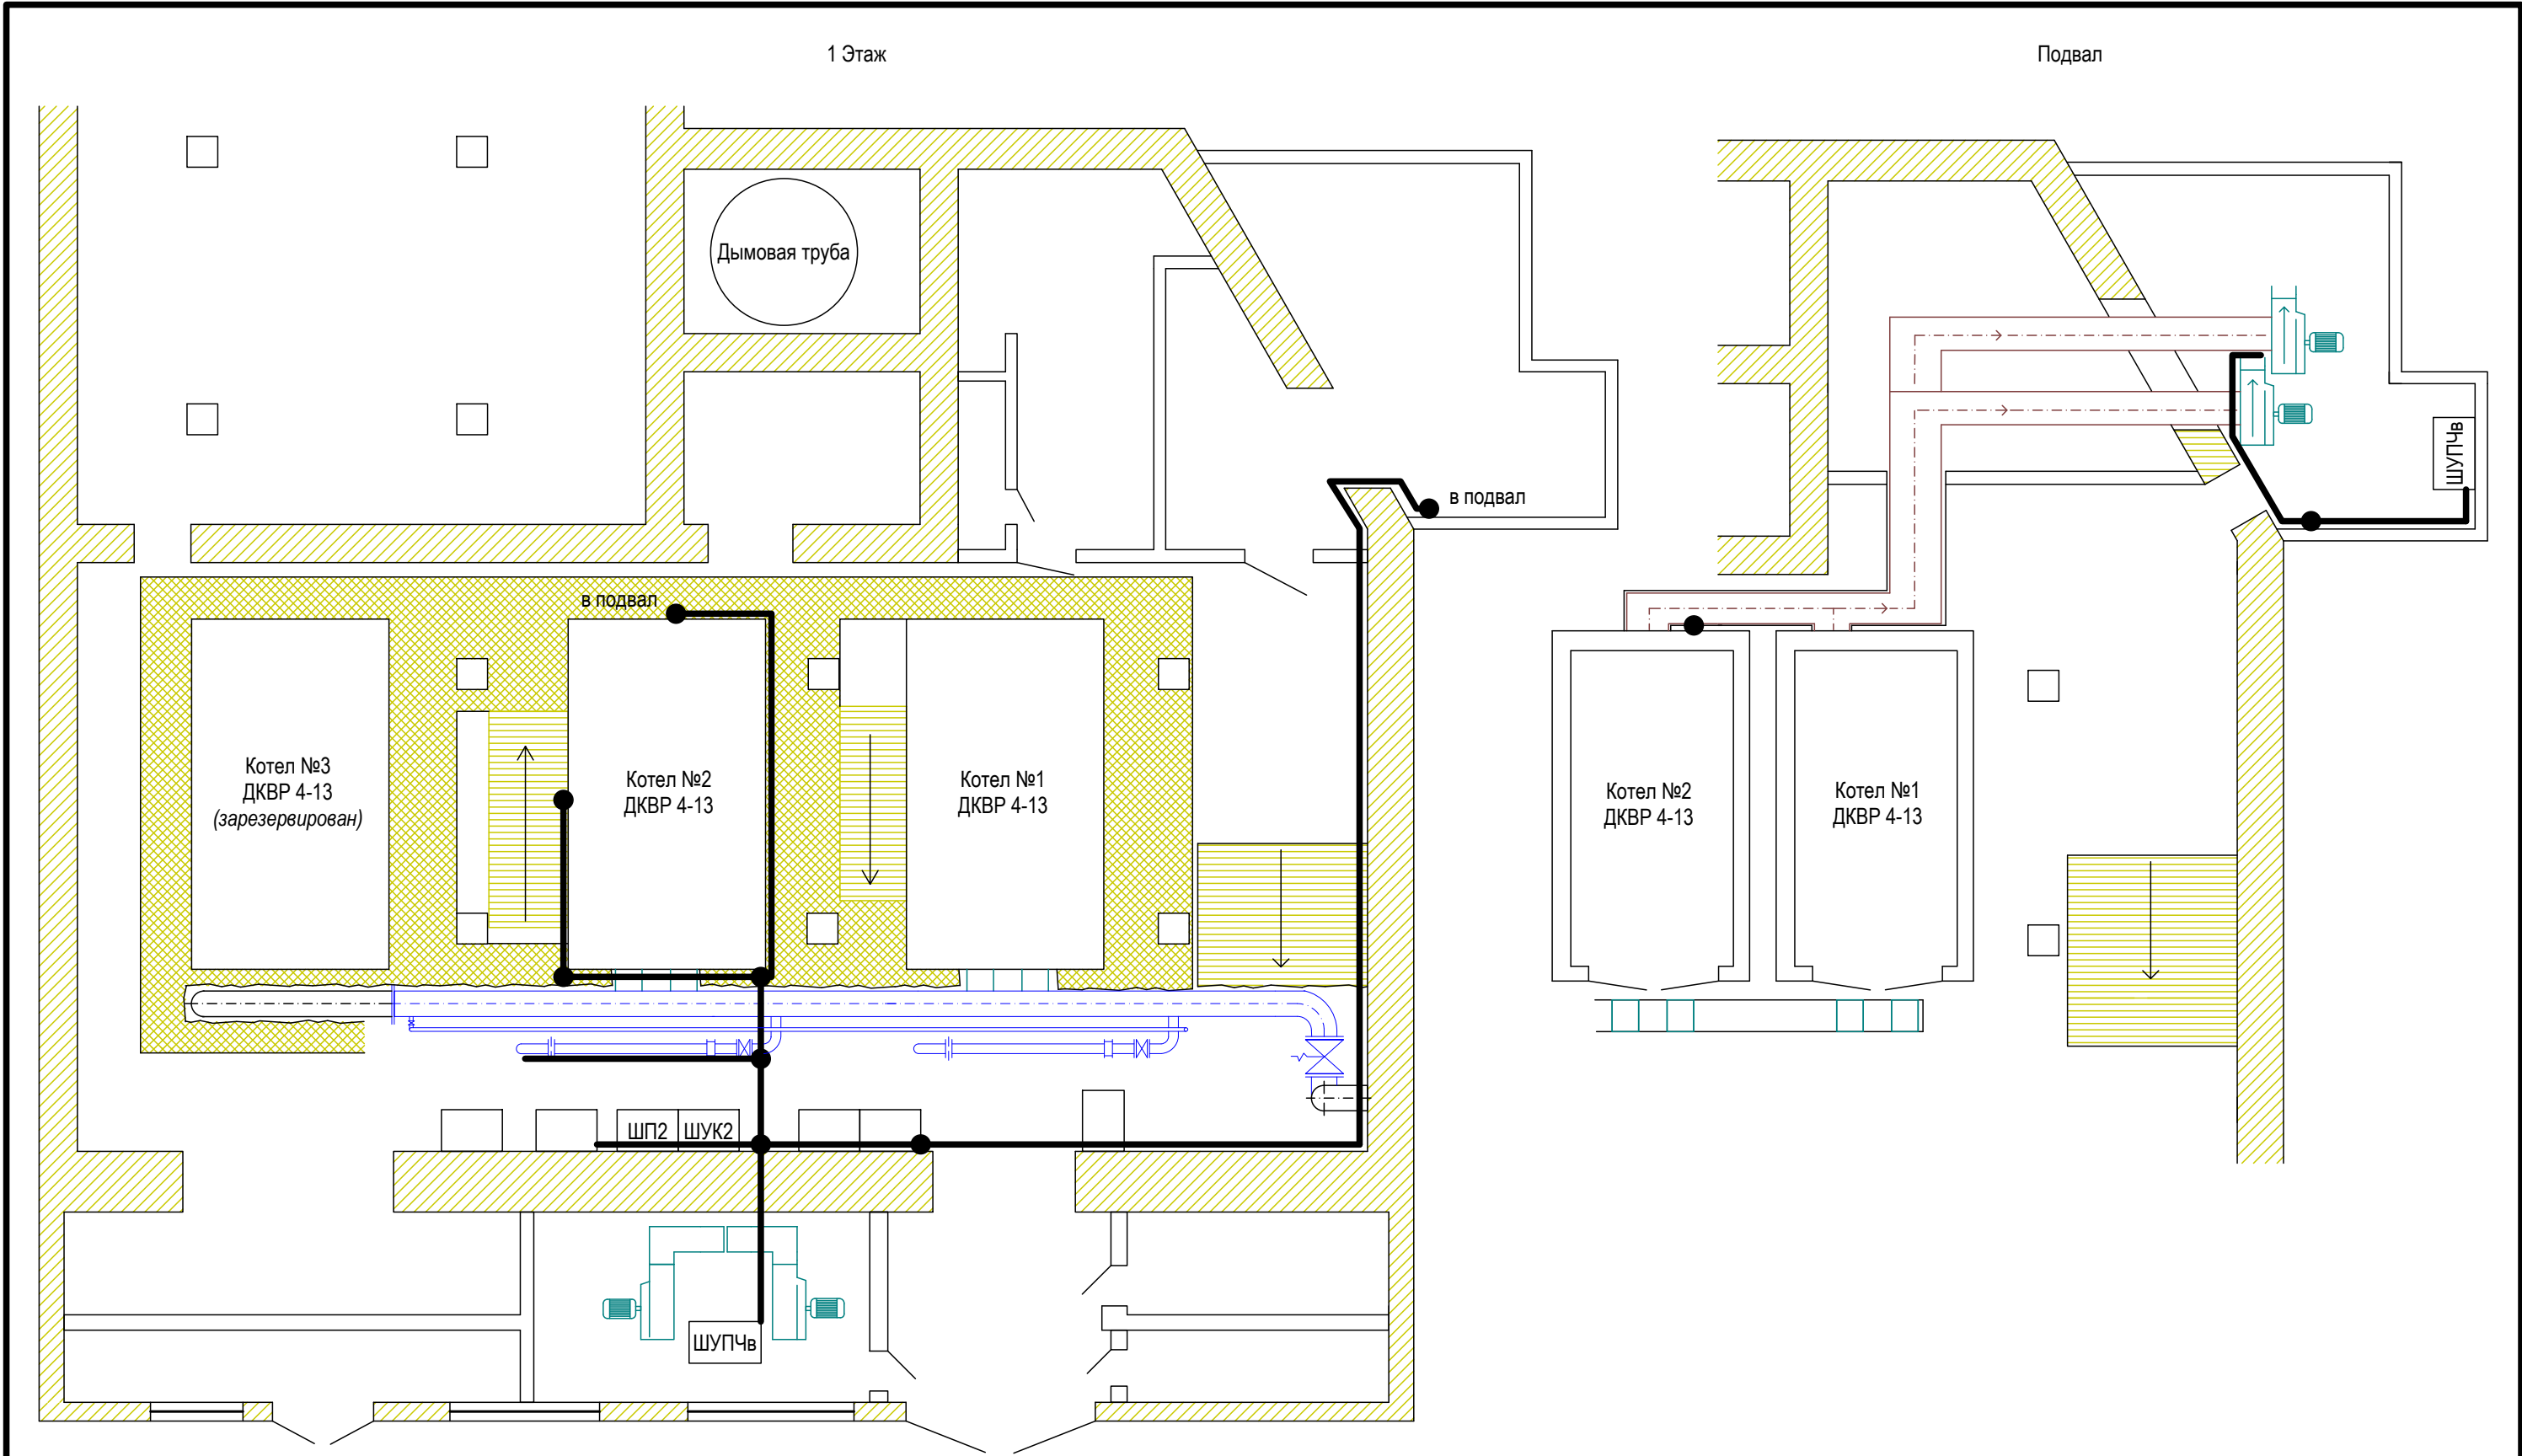 1 Этаж
Подвал
Дымовая труба
в подвал
ШУПЧв
в подвал
Котел №3
ДКВР 4-13
(зарезервирован)
Котел №2
ДКВР 4-13
Котел №1
ДКВР 4-13
Котел №2
ДКВР 4-13
Котел №1
ДКВР 4-13
ШП2
ШУК2
ШУПЧв